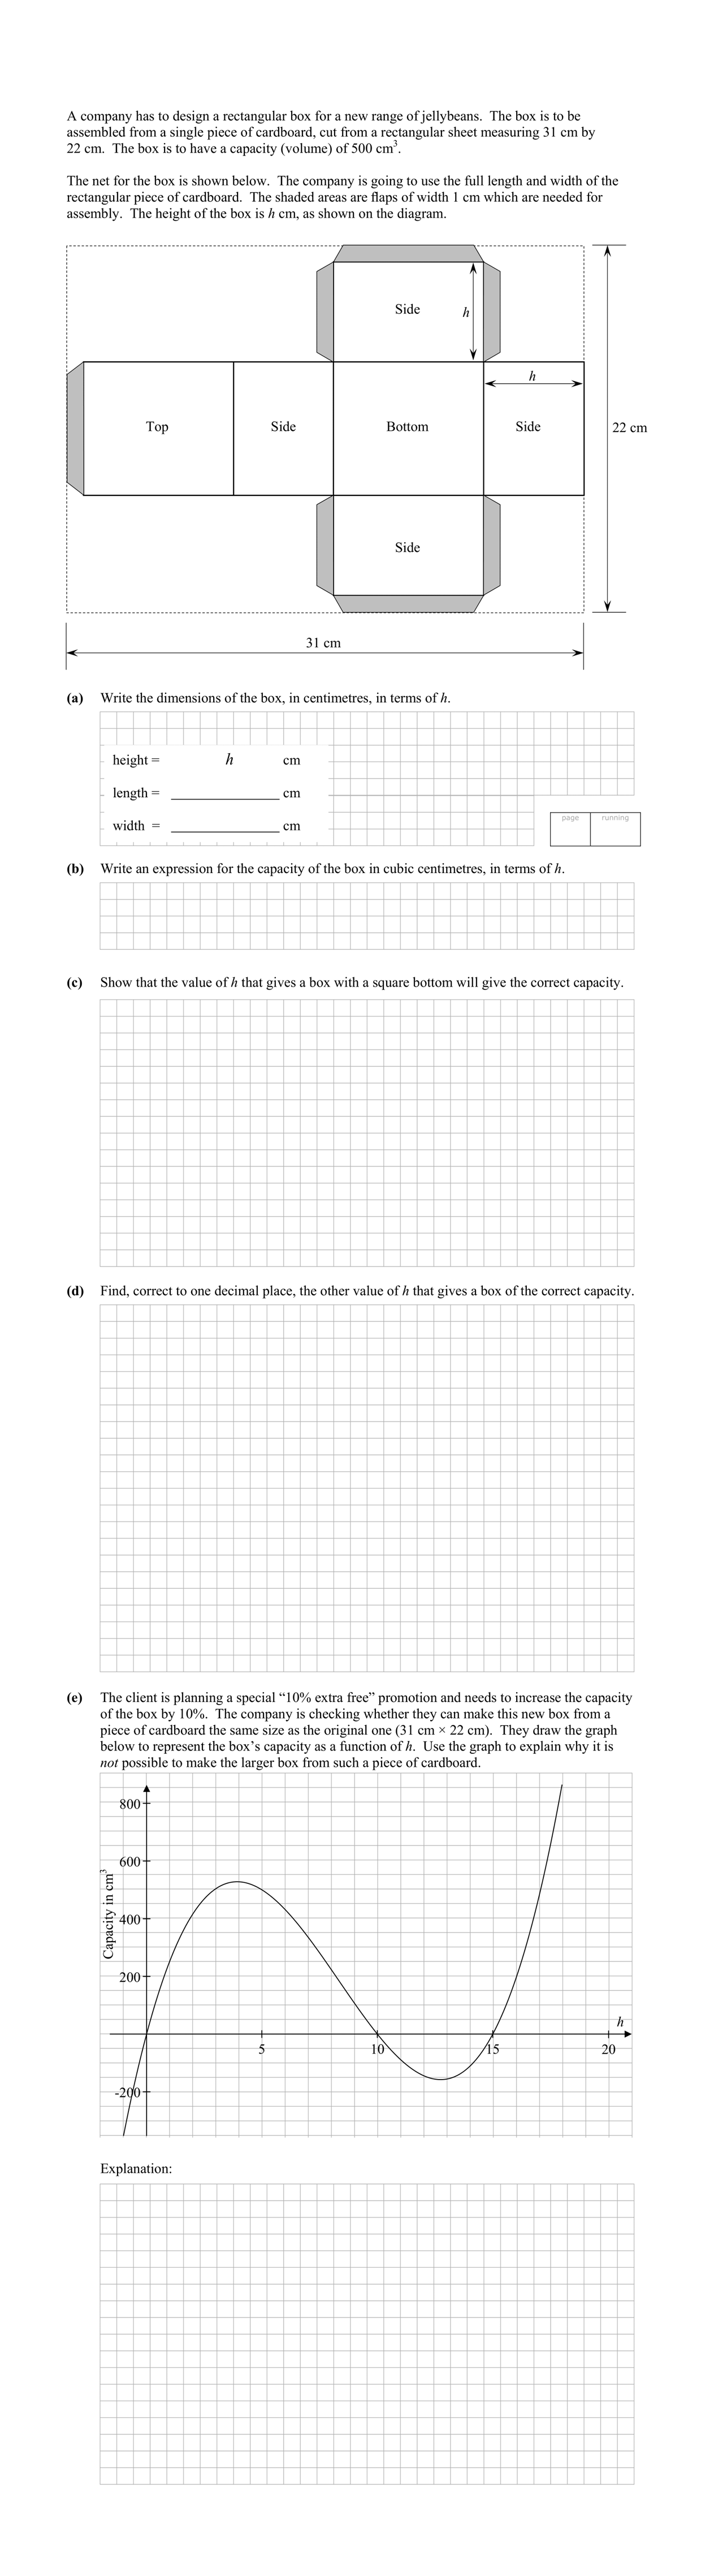 A company has to design a rectangular box for a new range of jellybeans.  The box is to be
assembled from a single piece of cardboard, cut from a rectangular sheet measuring 31 cm by
22 cm.  The box is to have a capacity (volume) of 500 cm³.
The net for the box is shown below.  The company is going to use the full length and width of the
rectangular piece of cardboard.  The shaded areas are flaps of width 1 cm which are needed for
assembly.  The height of the box is h cm, as shown on the diagram.
Side
h
h
Top
Side
Bottom
Side
22 cm
Side
31 cm
(a) Write the dimensions of the box, in centimetres, in terms of h.
height = h cm
length = ________ cm
width = ________ cm
page running
(b) Write an expression for the capacity of the box in cubic centimetres, in terms of h.
(c) Show that the value of h that gives a box with a square bottom will give the correct capacity.
(d) Find, correct to one decimal place, the other value of h that gives a box of the correct capacity.
(e) The client is planning a special “10% extra free” promotion and needs to increase the capacity
of the box by 10%.  The company is checking whether they can make this new box from a
piece of cardboard the same size as the original one (31 cm × 22 cm).  They draw the graph
below to represent the box’s capacity as a function of h.  Use the graph to explain why it is
not possible to make the larger box from such a piece of cardboard.
800
600
Capacity in cm³
400
200
h
5
10
15
20
-200
Explanation: